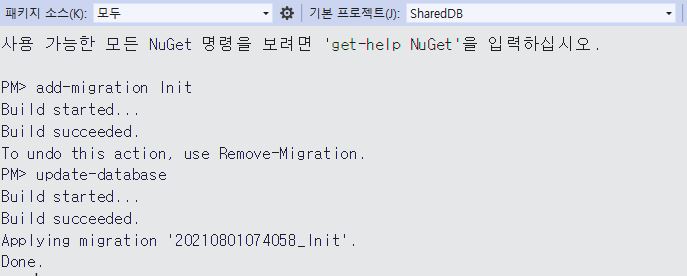 패키지 소스(K): 모두 기본 프로젝트(J): SharedDB
사용 가능한 모든 NuGet 명령을 보려면 'get-help NuGet'을 입력하십시오.
PM> add-migration Init
Build started...
Build succeeded.
To undo this action, use Remove-Migration.
PM> update-database
Build started...
Build succeeded.
Applying migration '20210801074058_Init'.
Done.